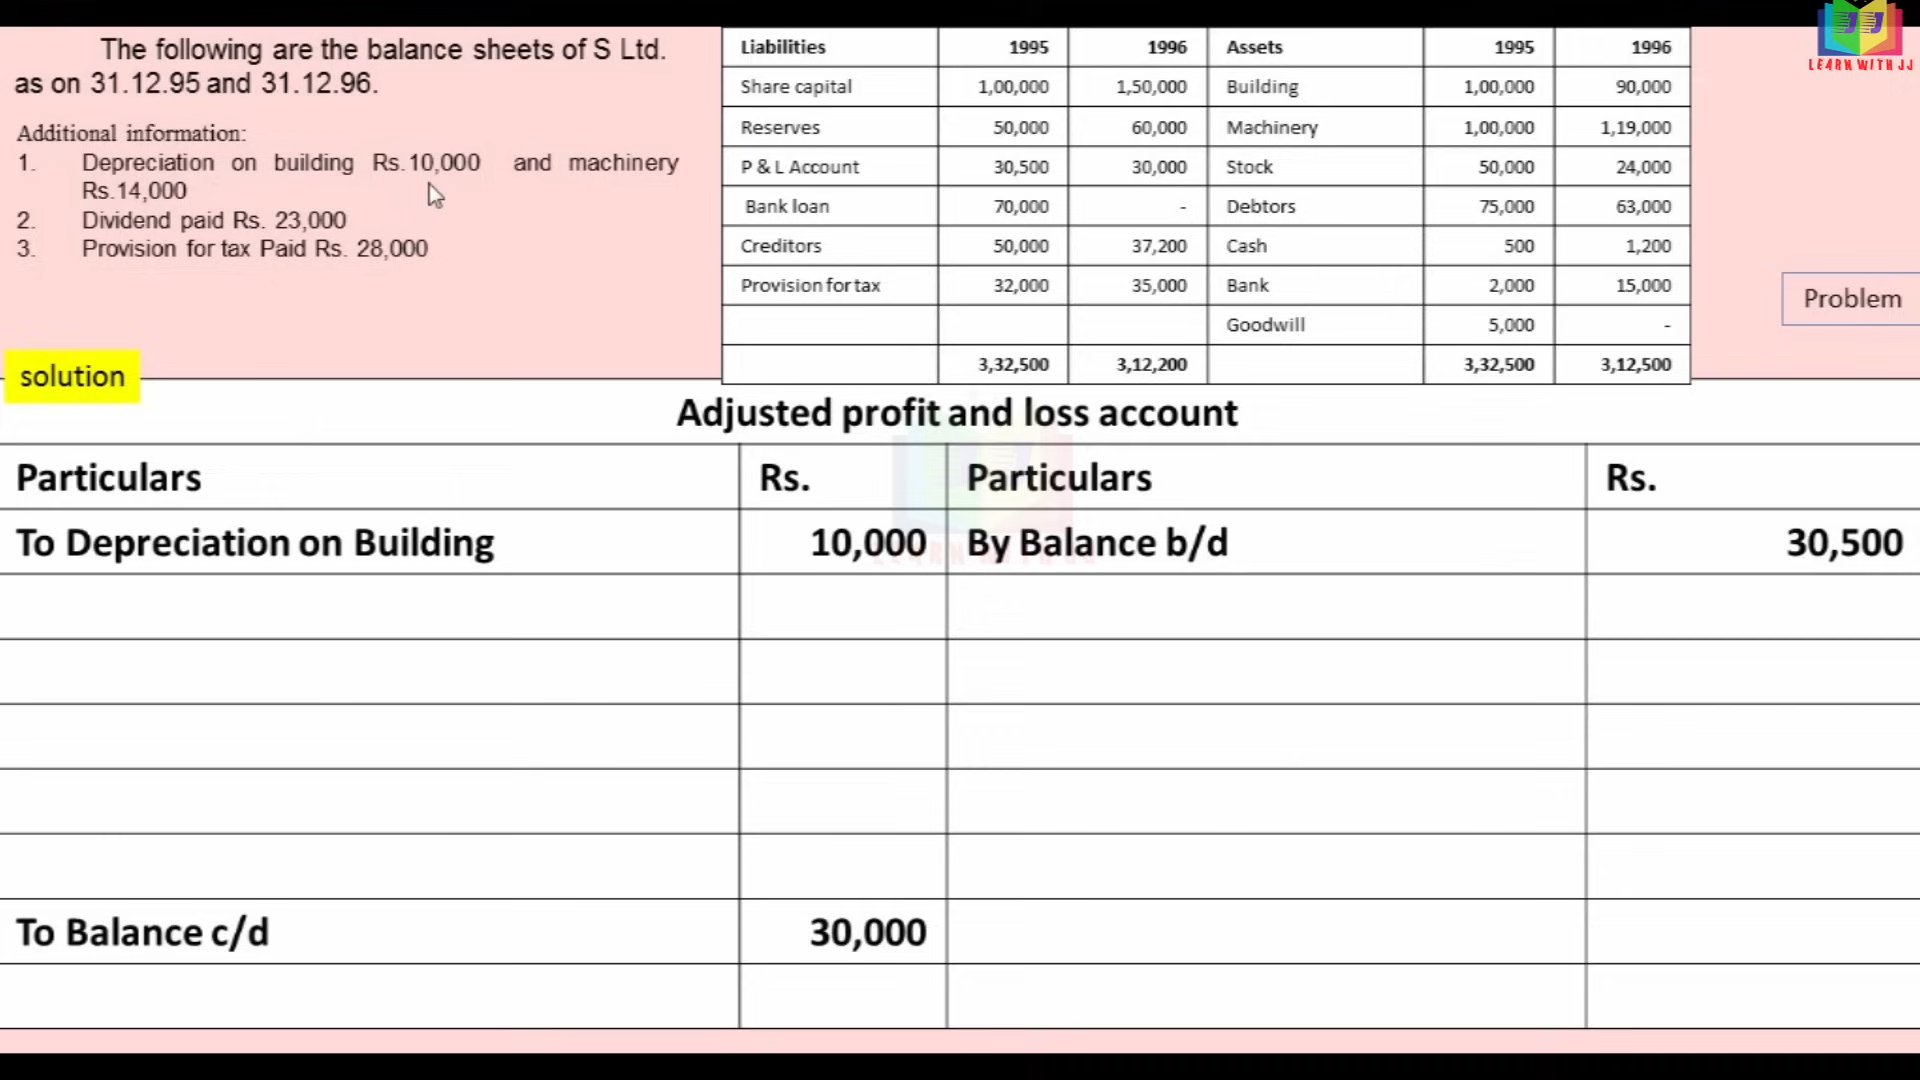 LEARN WITH JJ
The following are the balance sheets of S Ltd.
as on 31.12.95 and 31.12.96.
Additional information:
1. Depreciation on building Rs.10,000 and machinery
Rs.14,000
2. Dividend paid Rs. 23,000
3. Provision for tax Paid Rs. 28,000
Liabilities 1995 1996 Assets 1995 1996
Share capital 1,00,000 1,50,000 Building 1,00,000 90,000
Reserves 50,000 60,000 Machinery 1,00,000 1,19,000
P & L Account 30,500 30,000 Stock 50,000 24,000
Bank loan 70,000 - Debtors 75,000 63,000
Creditors 50,000 37,200 Cash 500 1,200
Provision for tax 32,000 35,000 Bank 2,000 15,000
Goodwill 5,000 -
3,32,500 3,12,200 3,32,500 3,12,500
Problem
solution
Adjusted profit and loss account
Particulars Rs. Particulars Rs.
To Depreciation on Building 10,000 By Balance b/d 30,500
To Balance c/d 30,000